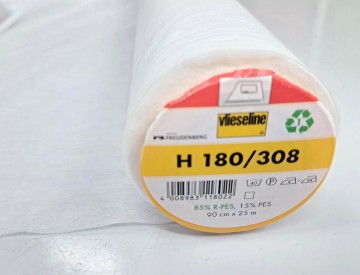 vlieseline
FREUDENBERG
H 180/308
4 008983 118022
85% R-PES, 15% PES
90 cm x 25 m